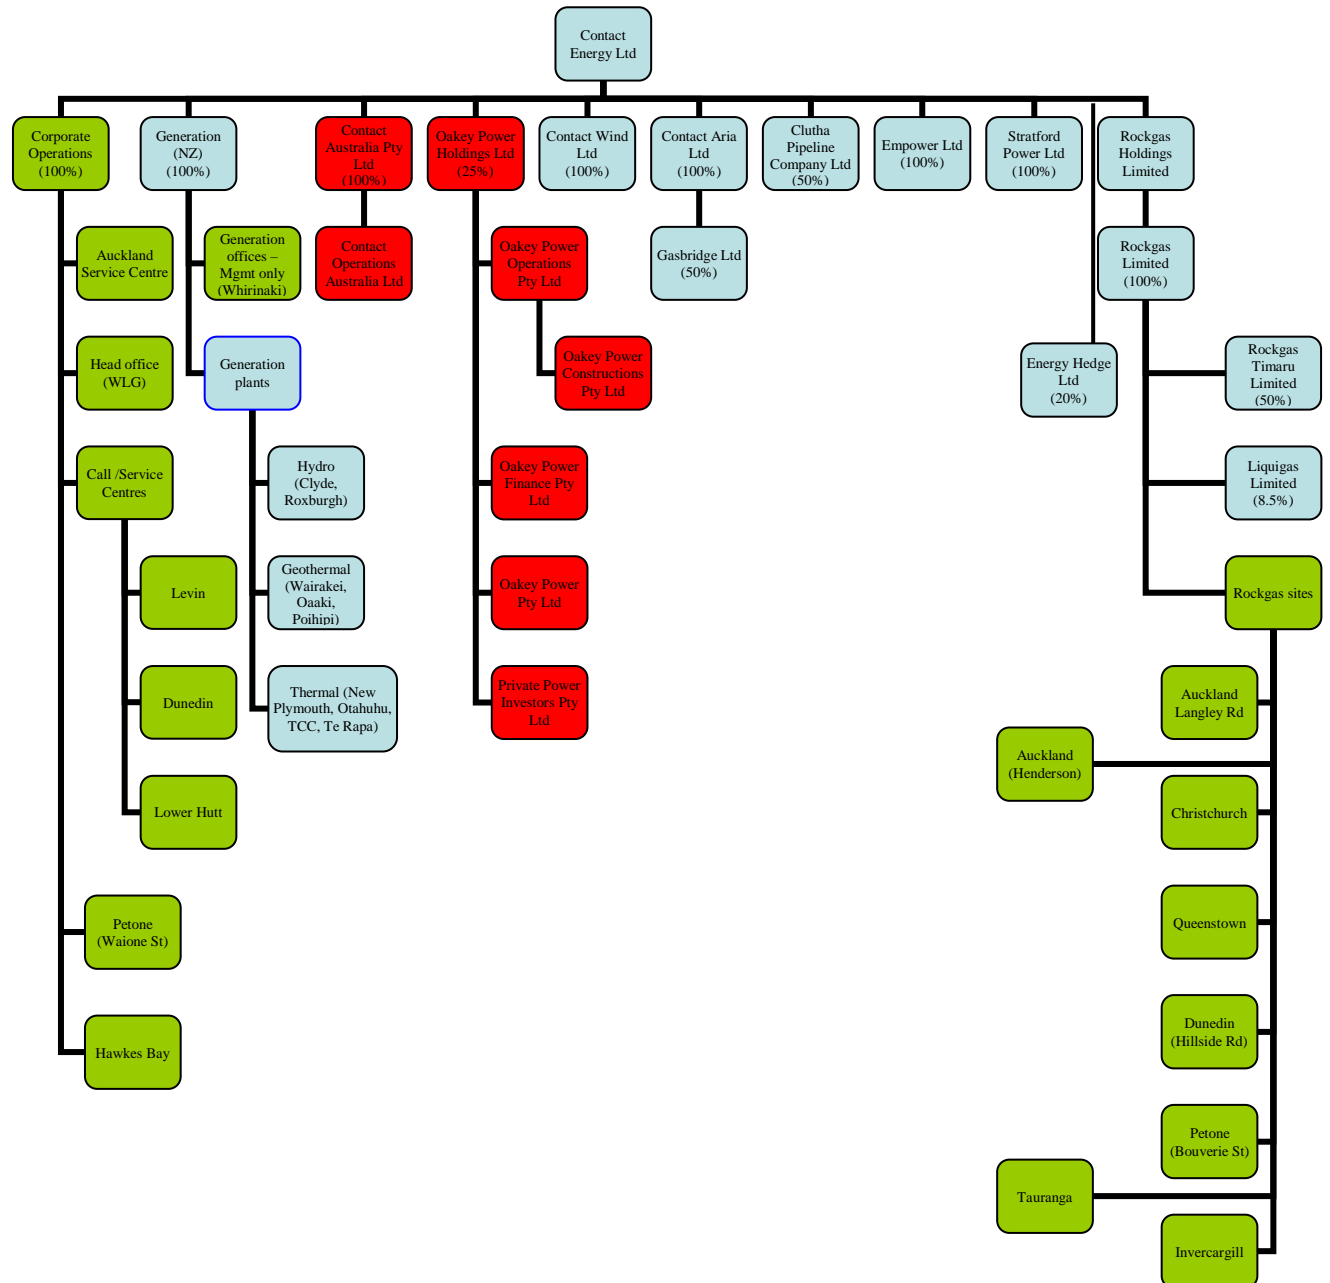 Contact
Energy Ltd
Corporate
Operations
(100%)
Generation
(NZ)
(100%)
Contact
Australia Pty
Ltd
(100%)
Oakey Power
Holdings Ltd
(25%)
Contact Wind
Ltd
(100%)
Contact Aria
Ltd
(100%)
Clutha
Pipeline
Company Ltd
(50%)
Empower Ltd
(100%)
Stratford
Power Ltd
(100%)
Rockgas
Holdings
Limited
Auckland
Service Centre
Generation
offices –
Mgmt only
(Whirinaki)
Contact
Operations
Australia Ltd
Oakey Power
Operations
Pty Ltd
Gasbridge Ltd
(50%)
Rockgas
Limited
(100%)
Head office
(WLG)
Generation
plants
Oakey Power
Constructions
Pty Ltd
Energy Hedge
Ltd
(20%)
Rockgas
Timaru
Limited
(50%)
Call /Service
Centres
Hydro
(Clyde,
Roxburgh)
Oakey Power
Finance Pty
Ltd
Liquigas
Limited
(8.5%)
Levin
Geothermal
(Wairakei,
Oaaki,
Poihipi)
Oakey Power
Pty Ltd
Rockgas sites
Dunedin
Thermal (New
Plymouth, Otahuhu,
TCC, Te Rapa)
Private Power
Investors Pty
Ltd
Auckland
Langley Rd
Auckland
(Henderson)
Lower Hutt
Christchurch
Petone
(Waione St)
Queenstown
Hawkes Bay
Dunedin
(Hillside Rd)
Petone
(Bouverie St)
Tauranga
Invercargill